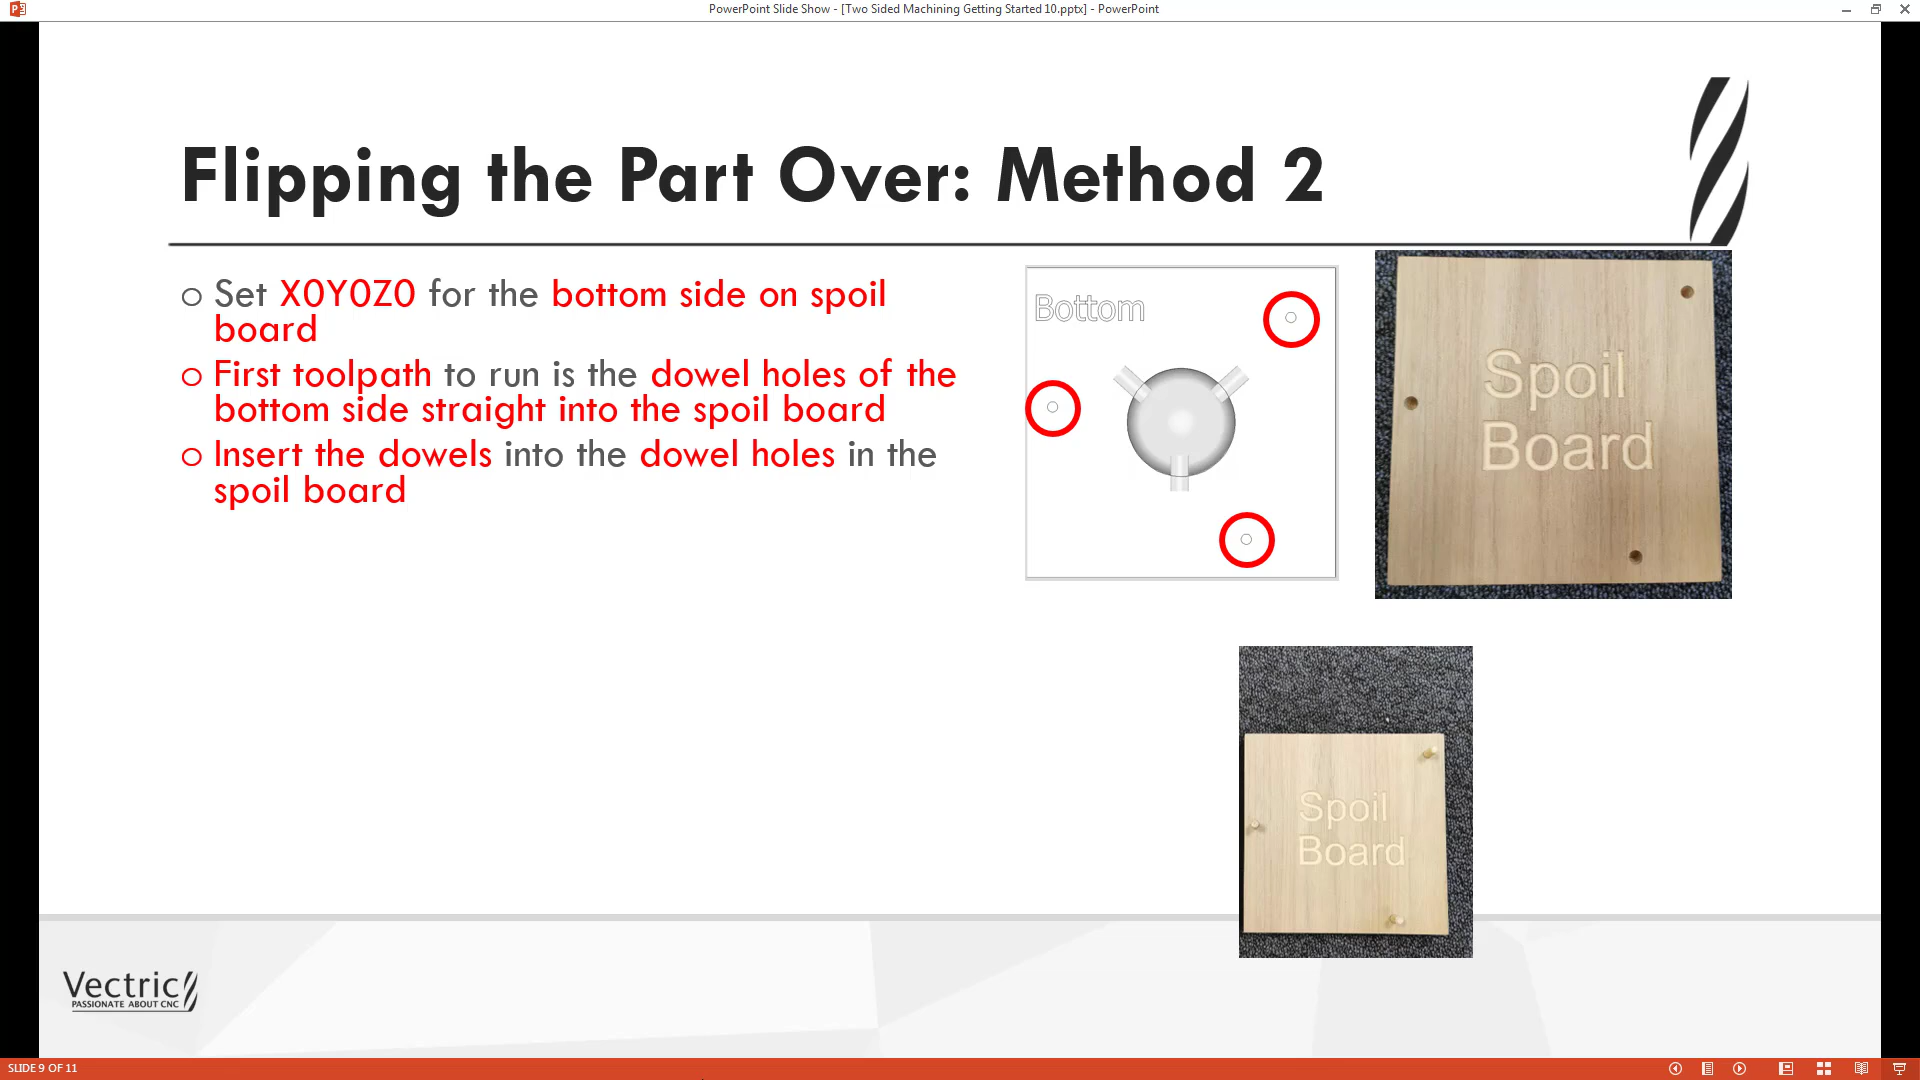 PowerPoint Slide Show - [Two Sided Machining Getting Started 10.pptx] - PowerPoint
Flipping the Part Over: Method 2
Set X0Y0Z0 for the bottom side on spoil
board
First toolpath to run is the dowel holes of the
bottom side straight into the spoil board
Insert the dowels into the dowel holes in the
spoil board
Bottom
Spoil
Board
Spoil
Board
Vectric
PASSIONATE ABOUT CNC
SLIDE 9 OF 11